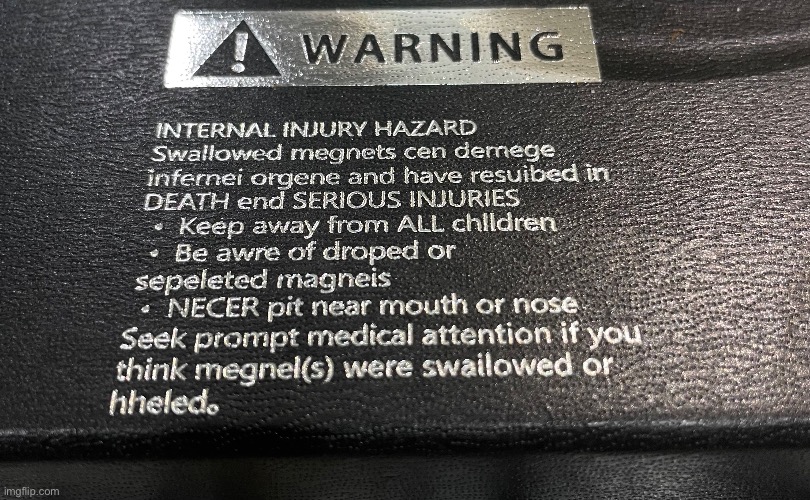 WARNING
INTERNAL INJURY HAZARD
Swallowed megnets cen demege
infernei orgene and have resuibed in
DEATH end SERIOUS INJURIES
• Keep away from ALL chlldren
• Be awre of droped or
sepeleted magneis
• NECER pit near mouth or nose
Seek prompt medical attention if you
think megnel(s) were swailowed or
hheled。
imgflip.com